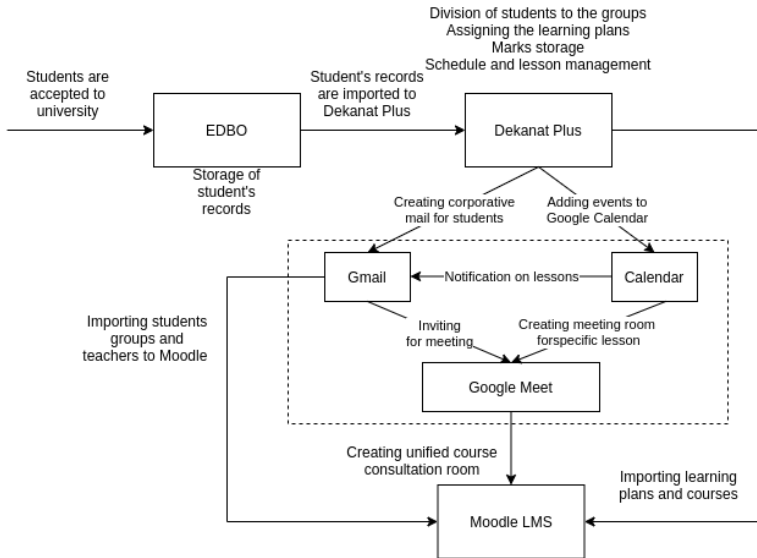 Division of students to the groups
Assigning the learning plans
Marks storage
Schedule and lesson management
Students are
accepted to
university
Student's records
are imported to
Dekanat Plus
EDBO
Dekanat Plus
Storage of
student's
records
Creating corporative
mail for students
Adding events to
Google Calendar
Gmail
Notification on lessons
Calendar
Importing students
groups and
teachers to Moodle
Inviting
for meeting
Creating meeting room
forspecific lesson
Google Meet
Creating unified course
consultation room
Importing learning
plans and courses
Moodle LMS